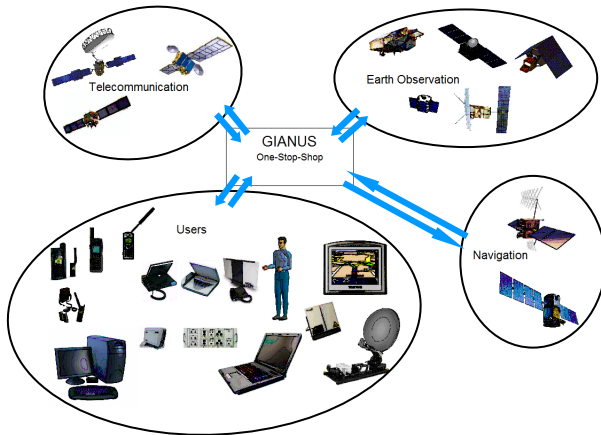 Telecommunication
Earth Observation
GIANUS
One-Stop-Shop
Users
Navigation